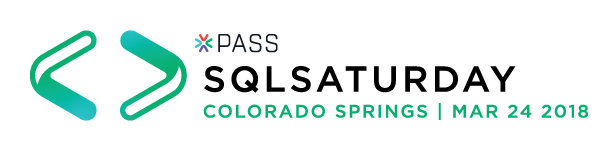 PASS
SQLSATURDAY
COLORADO SPRINGS | MAR 24 2018